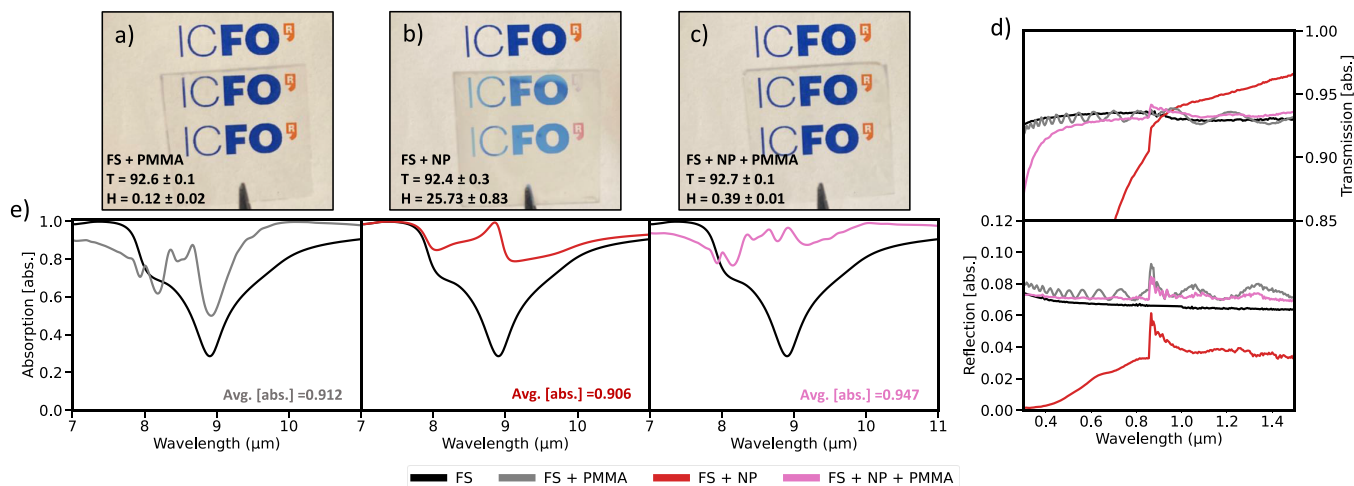 a)
ICFO R
ICFO R
ICFO R
FS + PMMA
T = 92.6 ± 0.1
H = 0.12 ± 0.02
b)
ICFO R
ICFO R
ICFO R
FS + NP
T = 92.4 ± 0.3
H = 25.73 ± 0.83
c)
ICFO R
ICFO R
ICFO R
FS + NP + PMMA
T = 92.7 ± 0.1
H = 0.39 ± 0.01
d)
1.00
0.95
0.90
0.85
Transmission [abs.]
0.12
0.10
0.08
0.06
0.04
0.02
0.00
Reflection [abs.]
0.4 0.6 0.8 1.0 1.2 1.4
Wavelength (μm)
e)
1.0
0.8
0.6
0.4
0.2
0.0
Absorption [abs.]
Avg. [abs.]=0.912
7 8 9 10
Wavelength (μm)
Avg. [abs.]=0.906
7 8 9 10
Wavelength (μm)
Avg. [abs.]=0.947
7 8 9 10 11
Wavelength (μm)
FS FS + PMMA FS + NP FS + NP + PMMA